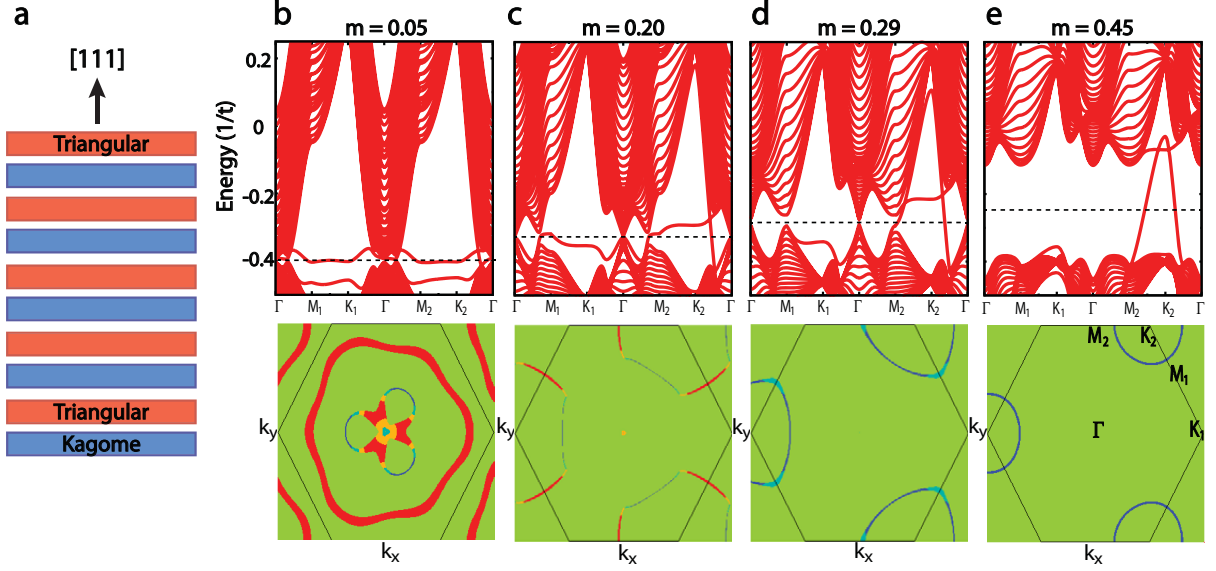 a
[111]
Triangular
Triangular
Kagome
b
m = 0.05
c
m = 0.20
d
m = 0.29
e
m = 0.45
Energy (1/t)
0.2
0
-0.2
-0.4
Γ M1 K1 Γ M2 K2 Γ
Γ M1 K1 Γ M2 K2 Γ
Γ M1 K1 Γ M2 K2 Γ
Γ M1 K1 Γ M2 K2 Γ
ky
ky
ky
ky
M2
K2
M1
Γ
K1
kx
kx
kx
kx